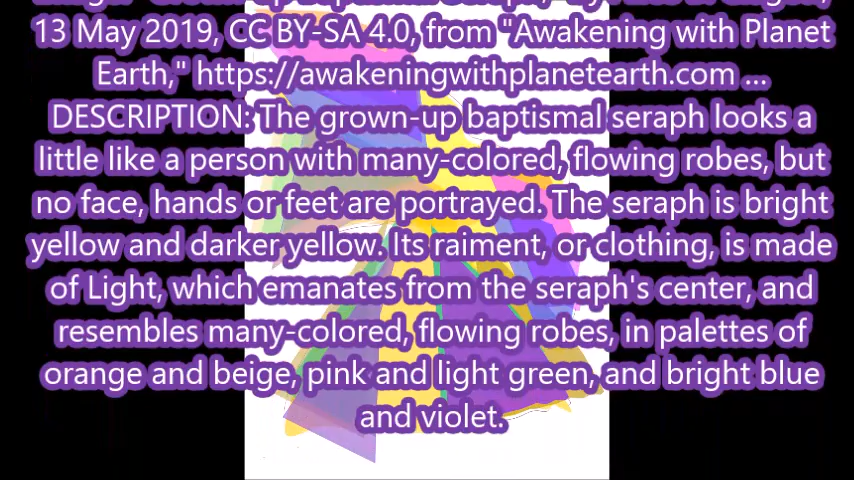 13 May 2019, CC BY-SA 4.0, from "Awakening with Planet
Earth," https://awakeningwithplanetearth.com ...
DESCRIPTION: The grown-up baptismal seraph looks a
little like a person with many-colored, flowing robes, but
no face, hands or feet are portrayed. The seraph is bright
yellow and darker yellow. Its raiment, or clothing, is made
of Light, which emanates from the seraph's center, and
resembles many-colored, flowing robes, in palettes of
orange and beige, pink and light green, and bright blue
and violet.